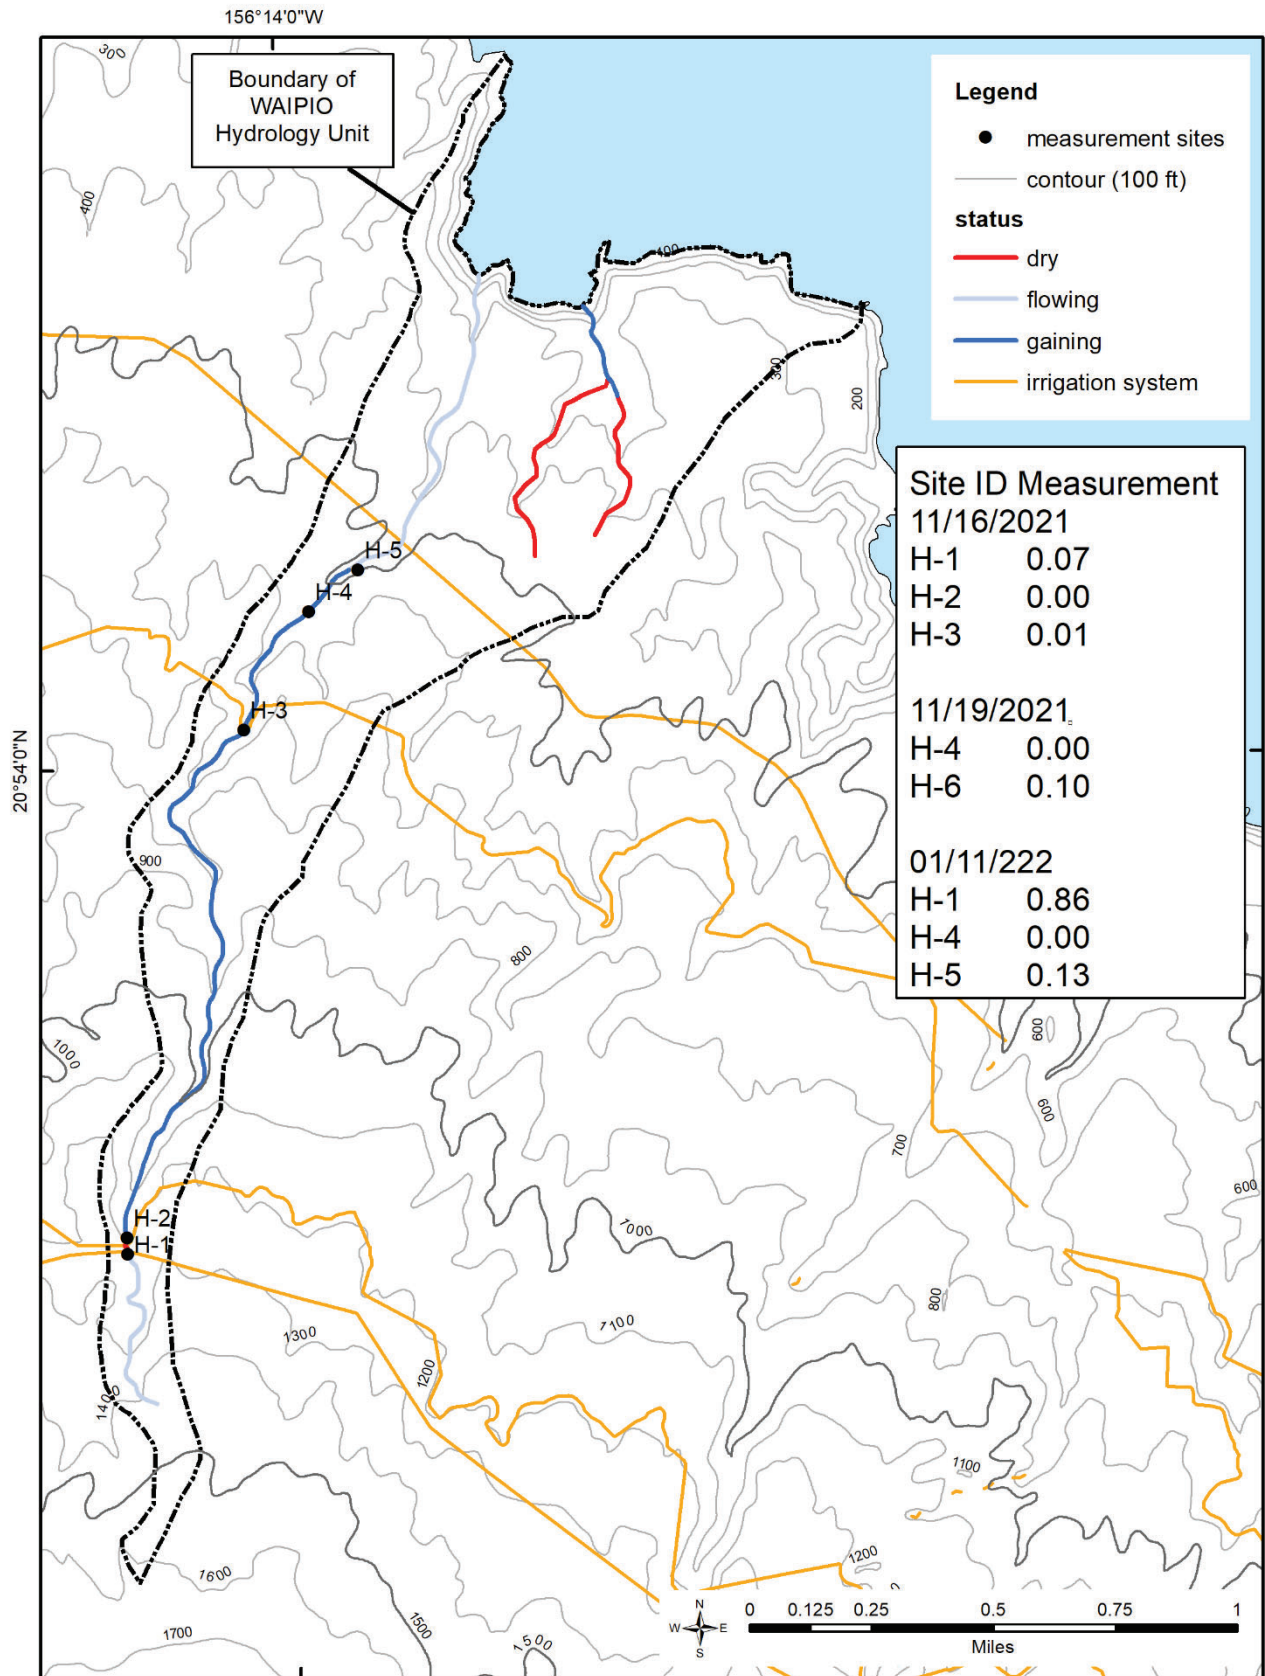 156°14'0"W
300
Boundary of
WAIPIO
Hydrology Unit
Legend
measurement sites
contour (100 ft)
status
dry
flowing
gaining
irrigation system
400
100
300
200
Site ID Measurement
11/16/2021
H-1 0.07
H-2 0.00
H-3 0.01
11/19/2021
H-4 0.00
H-6 0.10
01/11/222
H-1 0.86
H-4 0.00
H-5 0.13
H-5
H-4
H-3
20°54'0"N
900
800
1000
600
600
700
600
H-2
H-1
1000
800
1300
1100
1200
1400
1100
1600
1200
1500
1500
1700
N
W E
S
0 0.125 0.25 0.5 0.75 1
Miles